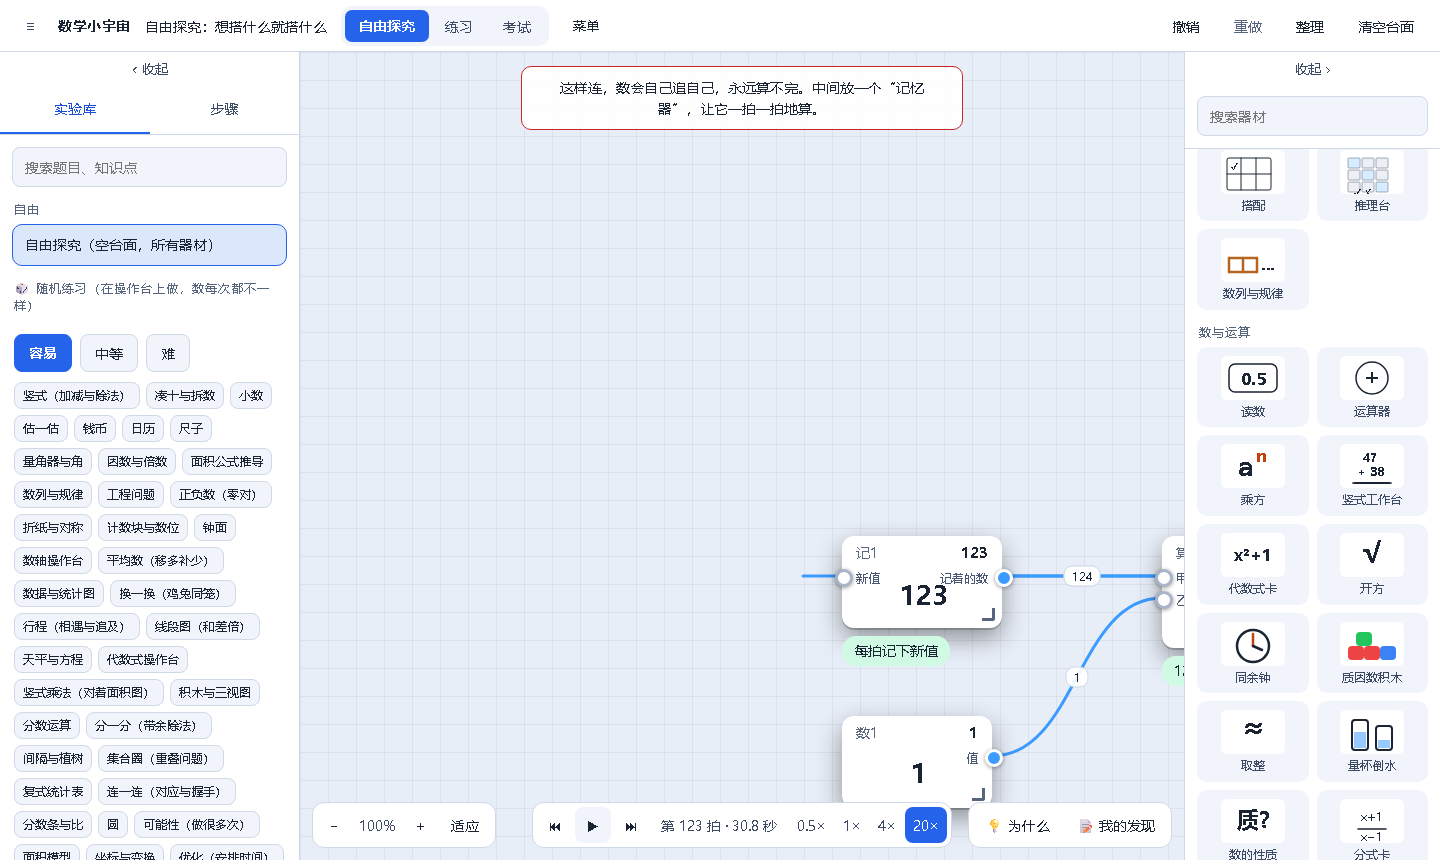 ≡ 数学小宇宙 自由探究：想搭什么就搭什么 自由探究 练习 考试 菜单 撤销 重做 整理 清空台面
‹ 收起
实验库 步骤
搜索题目、知识点
自由
自由探究（空台面，所有器材）
随机练习（在操作台上做，数每次都不一
样）
容易 中等 难
竖式（加减与除法） 凑十与拆数 小数
估一估 钱币 日历 尺子
量角器与角 因数与倍数 面积公式推导
数列与规律 工程问题 正负数（零对）
折纸与对称 计数块与数位 钟面
数轴操作台 平均数（移多补少）
数据与统计图 换一换（鸡兔同笼）
行程（相遇与追及） 线段图（和差倍）
天平与方程 代数式操作台
竖式乘法（对着面积图） 积木与三视图
分数运算 分一分（带余除法）
间隔与植树 集合圈（重叠问题）
复式统计表 连一连（对应与握手）
分数条与比 圆 可能性（做很多次）
面积模型 坐标与变换 优化（安排时间）
这样连，数会自己追自己，永远算不完。中间放一个“记忆
器”，让它一拍一拍地算。
记1 123
新值 记着的数
123
每拍记下新值
124
1
数1 1
值
1
算
甲
乙
12
− 100% + 适应
第 123 拍 · 30.8 秒 0.5× 1× 4× 20×
为什么 我的发现
收起 ›
搜索器材
搭配 推理台
...
数列与规律
数与运算
0.5 +
读数 运算器
aⁿ 47
+ 38
乘方 竖式工作台
x²+1 √
代数式卡 开方
同余钟 质因数积木
≈
取整 量杯倒水
质? x+1
x−1
数的性质 分式卡